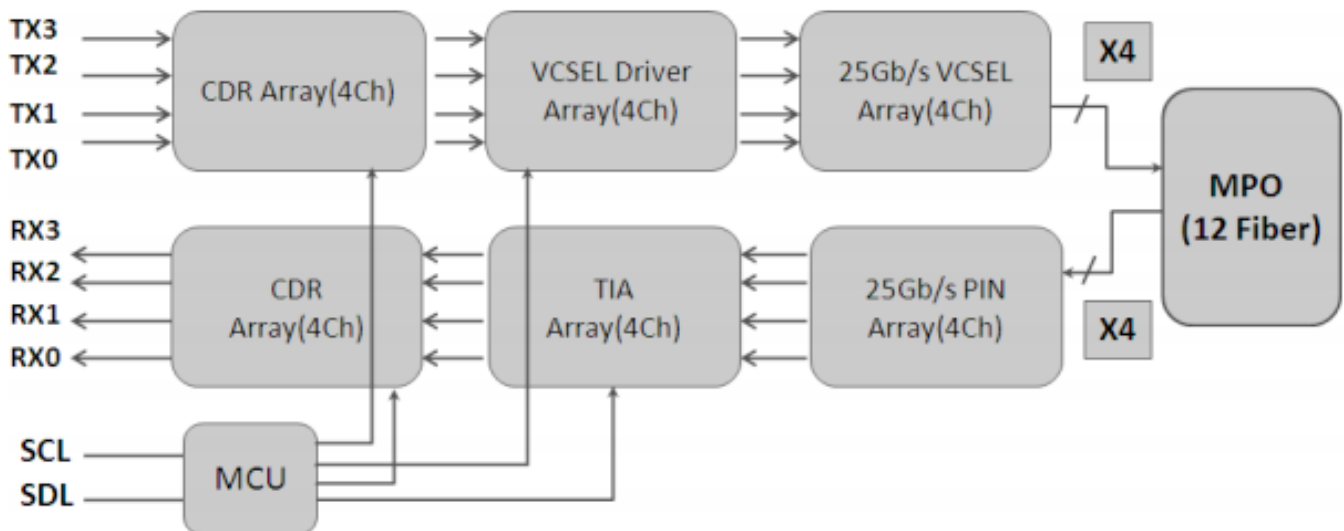 TX3
TX2
TX1
TX0
CDR Array(4Ch)
VCSEL Driver
Array(4Ch)
25Gb/s VCSEL
Array(4Ch)
X4
MPO
(12 Fiber)
RX3
RX2
RX1
RX0
CDR
Array(4Ch)
TIA
Array(4Ch)
25Gb/s PIN
Array(4Ch)
X4
SCL
SDL
MCU